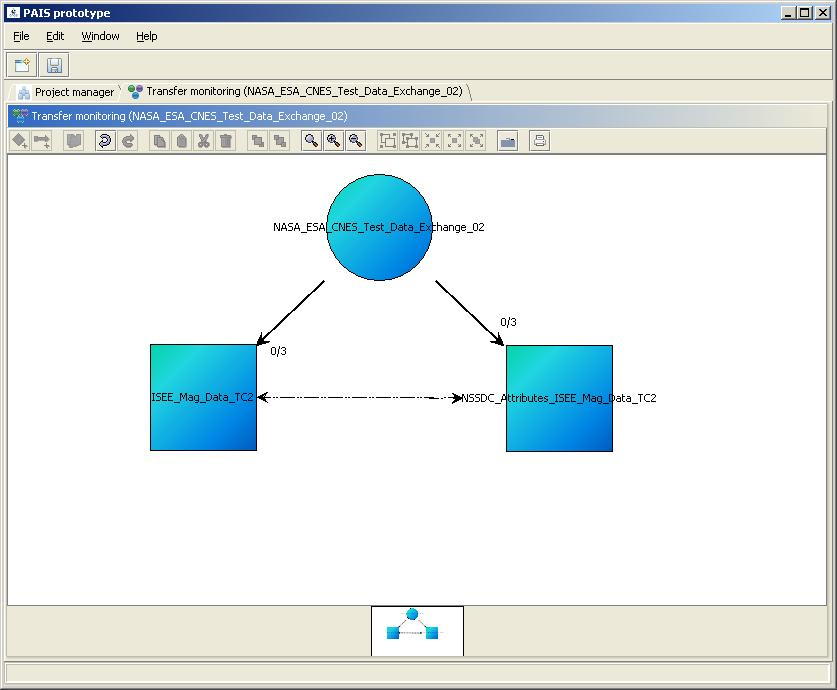 PAIS prototype
File Edit Window Help
Project manager Transfer monitoring (NASA_ESA_CNES_Test_Data_Exchange_02)
Transfer monitoring (NASA_ESA_CNES_Test_Data_Exchange_02)
NASA_ESA_CNES_Test_Data_Exchange_02
0/3
0/3
ISEE_Mag_Data_TC2
NSSDC_Attributes_ISEE_Mag_Data_TC2